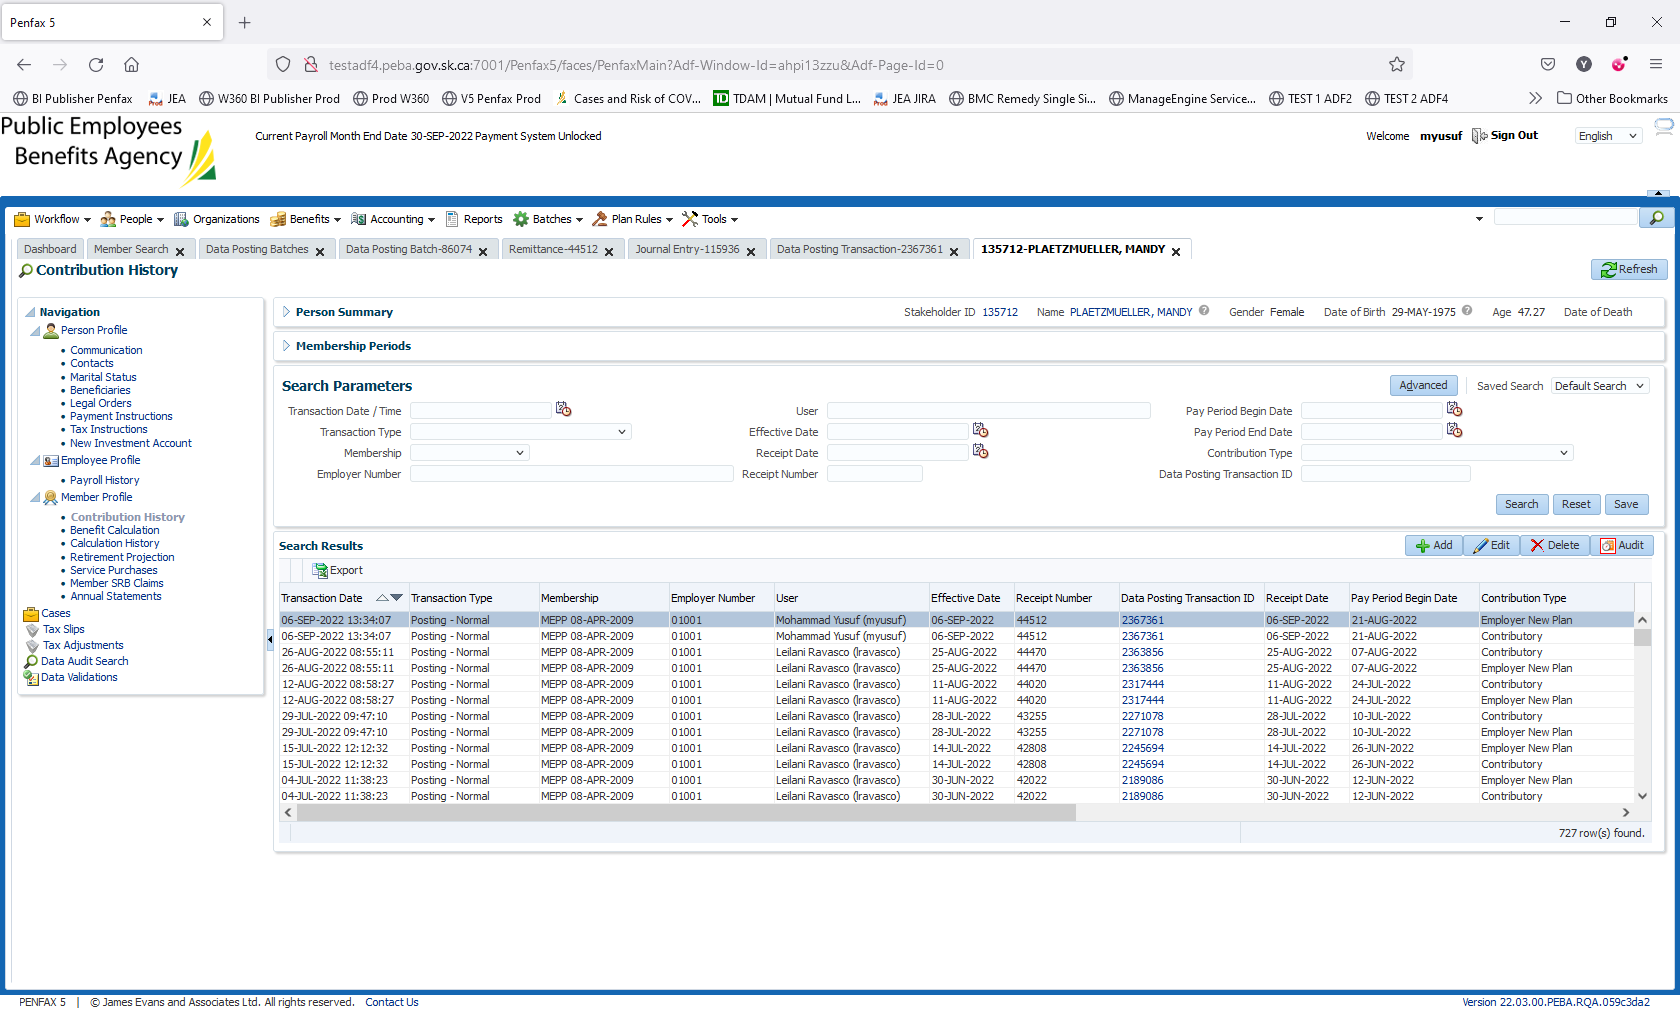 Penfax 5
testadf4.peba.gov.sk.ca:7001/Penfax5/faces/PenfaxMain?Adf-Window-Id=ahpi13zzu&Adf-Page-Id=0
BI Publisher Penfax JEA W360 BI Publisher Prod Prod W360 V5 Penfax Prod Cases and Risk of COV... TDAM | Mutual Fund L... JEA JIRA BMC Remedy Single Si... ManageEngine Service... TEST 1 ADF2 TEST 2 ADF4 Other Bookmarks
Public Employees
Benefits Agency
Current Payroll Month End Date 30-SEP-2022 Payment System Unlocked
Welcome myusuf Sign Out English
Workflow People Organizations Benefits Accounting Reports Batches Plan Rules Tools
Dashboard Member Search Data Posting Batches Data Posting Batch-86074 Remittance-44512 Journal Entry-115936 Data Posting Transaction-2367361 135712-PLAETZMUELLER, MANDY
Contribution History
Refresh
Navigation
Person Profile
Communication
Contacts
Marital Status
Beneficiaries
Legal Orders
Payment Instructions
Tax Instructions
New Investment Account
Employee Profile
Payroll History
Member Profile
Contribution History
Benefit Calculation
Calculation History
Retirement Projection
Service Purchases
Member SRB Claims
Annual Statements
Cases
Tax Slips
Tax Adjustments
Data Audit Search
Data Validations
Person Summary Stakeholder ID 135712 Name PLAETZMUELLER, MANDY Gender Female Date of Birth 29-MAY-1975 Age 47.27 Date of Death
Membership Periods
Search Parameters Advanced Saved Search Default Search
Transaction Date / Time User Pay Period Begin Date
Transaction Type Effective Date Pay Period End Date
Membership Receipt Date Contribution Type
Employer Number Receipt Number Data Posting Transaction ID
Search Reset Save
Search Results Add Edit Delete Audit
Export
Transaction Date Transaction Type Membership Employer Number User Effective Date Receipt Number Data Posting Transaction ID Receipt Date Pay Period Begin Date Contribution Type
06-SEP-2022 13:34:07 Posting - Normal MEPP 08-APR-2009 01001 Mohammad Yusuf (myusuf) 06-SEP-2022 44512 2367361 06-SEP-2022 21-AUG-2022 Employer New Plan
06-SEP-2022 13:34:07 Posting - Normal MEPP 08-APR-2009 01001 Mohammad Yusuf (myusuf) 06-SEP-2022 44512 2367361 06-SEP-2022 21-AUG-2022 Contributory
26-AUG-2022 08:55:11 Posting - Normal MEPP 08-APR-2009 01001 Leilani Ravasco (lravasco) 25-AUG-2022 44470 2363856 25-AUG-2022 07-AUG-2022 Contributory
26-AUG-2022 08:55:11 Posting - Normal MEPP 08-APR-2009 01001 Leilani Ravasco (lravasco) 25-AUG-2022 44470 2363856 25-AUG-2022 07-AUG-2022 Employer New Plan
12-AUG-2022 08:58:27 Posting - Normal MEPP 08-APR-2009 01001 Leilani Ravasco (lravasco) 11-AUG-2022 44020 2317444 11-AUG-2022 24-JUL-2022 Contributory
12-AUG-2022 08:58:27 Posting - Normal MEPP 08-APR-2009 01001 Leilani Ravasco (lravasco) 11-AUG-2022 44020 2317444 11-AUG-2022 24-JUL-2022 Employer New Plan
29-JUL-2022 09:47:10 Posting - Normal MEPP 08-APR-2009 01001 Leilani Ravasco (lravasco) 28-JUL-2022 43255 2271078 28-JUL-2022 10-JUL-2022 Contributory
29-JUL-2022 09:47:10 Posting - Normal MEPP 08-APR-2009 01001 Leilani Ravasco (lravasco) 28-JUL-2022 43255 2271078 28-JUL-2022 10-JUL-2022 Employer New Plan
15-JUL-2022 12:12:32 Posting - Normal MEPP 08-APR-2009 01001 Leilani Ravasco (lravasco) 14-JUL-2022 42808 2245694 14-JUL-2022 26-JUN-2022 Employer New Plan
15-JUL-2022 12:12:32 Posting - Normal MEPP 08-APR-2009 01001 Leilani Ravasco (lravasco) 14-JUL-2022 42808 2245694 14-JUL-2022 26-JUN-2022 Contributory
04-JUL-2022 11:38:23 Posting - Normal MEPP 08-APR-2009 01001 Leilani Ravasco (lravasco) 30-JUN-2022 42022 2189086 30-JUN-2022 12-JUN-2022 Employer New Plan
04-JUL-2022 11:38:23 Posting - Normal MEPP 08-APR-2009 01001 Leilani Ravasco (lravasco) 30-JUN-2022 42022 2189086 30-JUN-2022 12-JUN-2022 Contributory
727 row(s) found.
PENFAX 5 | © James Evans and Associates Ltd. All rights reserved. Contact Us Version 22.03.00.PEBA.RQA.059c3da2